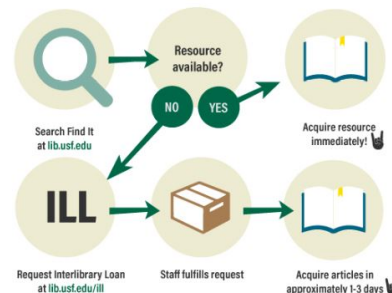 Resource
available?
NO
YES
Search Find It
at lib.usf.edu
Acquire resource
immediately!
ILL
Request Interlibrary Loan
at lib.usf.edu/ill
Staff fulfills request
Acquire articles in
approximately 1-3 days